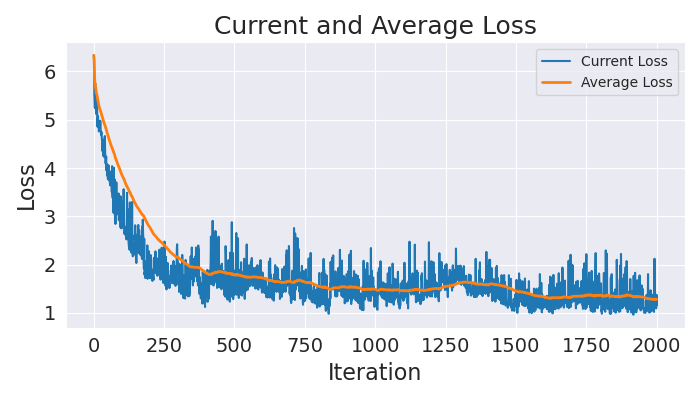 Current and Average Loss
Current Loss
Average Loss
Loss
6
5
4
3
2
1
0 250 500 750 1000 1250 1500 1750 2000
Iteration